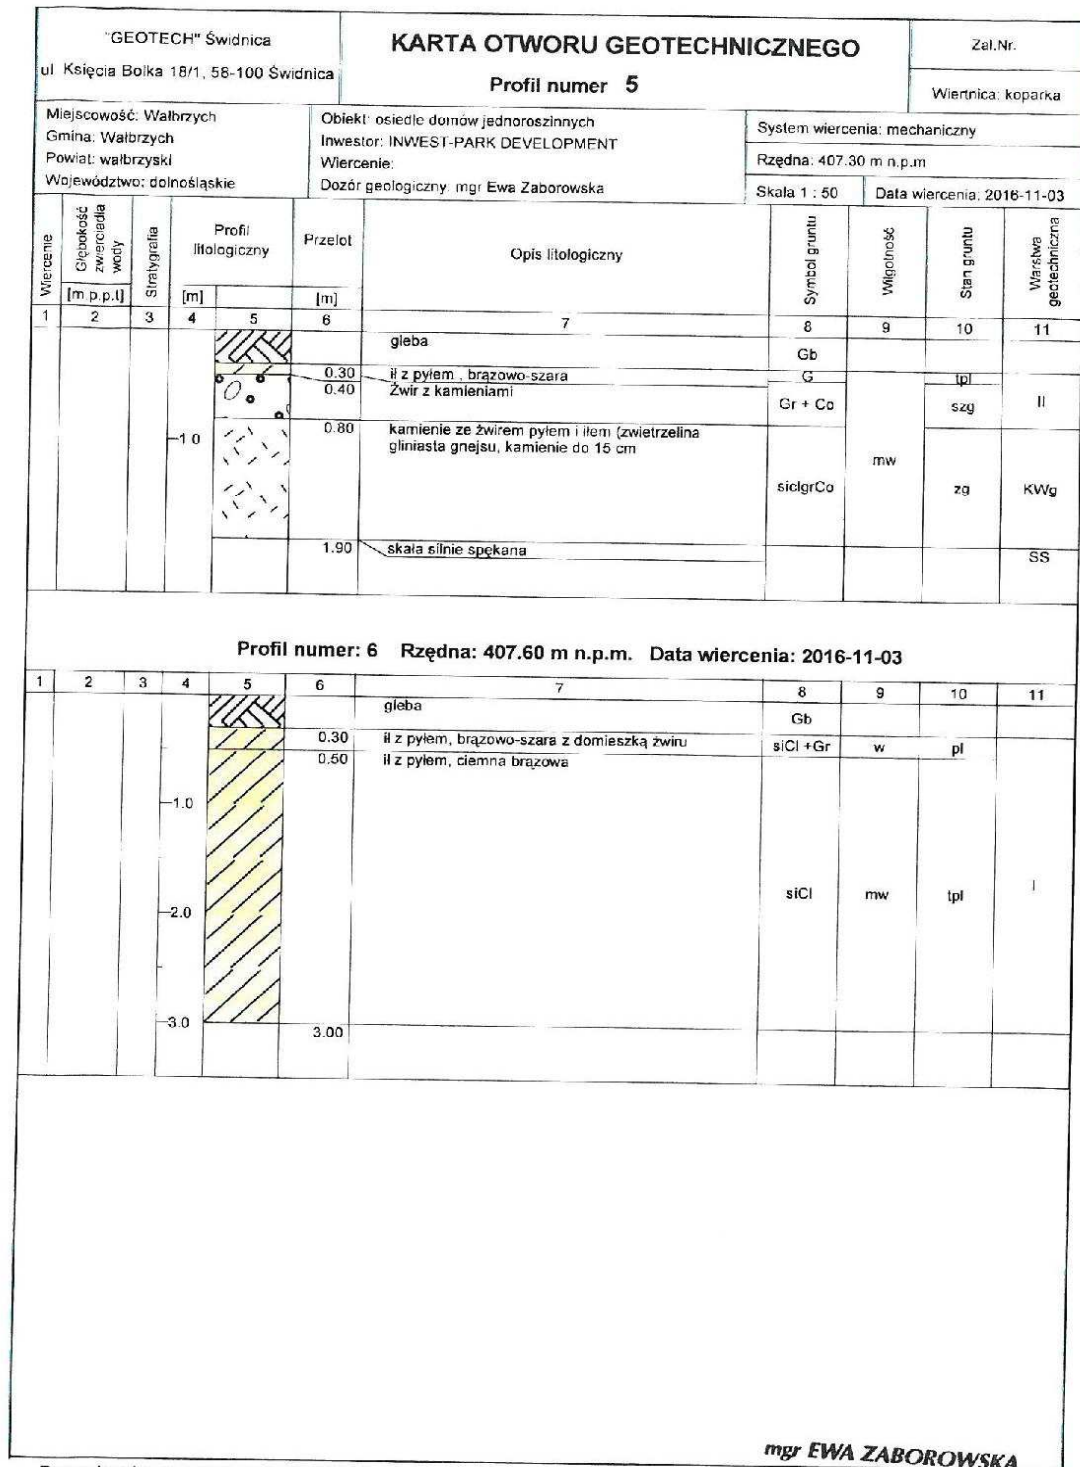 "GEOTECH" Świdnica
ul Księcia Bolka 18/1, 58-100 Świdnica
KARTA OTWORU GEOTECHNICZNEGO
Profil numer 5
Zal.Nr.
Wiertnica: koparka
Miejscowość: Wałbrzych
Gmina: Wałbrzych
Powiat: wałbrzyski
Województwo: dolnośląskie
Obiekt: osiedle domów jednoroszinnych
Inwestor: INWEST-PARK DEVELOPMENT
Wiercenie:
Dozór geologiczny: mgr Ewa Zaborowska
System wiercenia: mechaniczny
Rzędna: 407.30 m n.p.m
Skala 1 : 50
Data wiercenia: 2016-11-03
Wiercenie
Głębokość zwierciadła wody
[m p.p.t]
Stratygrafia
Profil litologiczny
[m]
Przelot
[m]
Opis litologiczny
Symbol gruntu
Wilgotność
Stan gruntu
Warstwa geotechniczna
1 2 3 4 5 6 7 8 9 10 11
gleba
Gb
0.30 ił z pyłem , brązowo-szara G tpl
0.40 Żwir z kamieniami Gr + Co szg II
1 0
0.80 kamienie ze żwirem pyłem i iłem (zwietrzelina
gliniasta gnejsu, kamienie do 15 cm
mw
siclgrCo zg KWg
1.90 skała silnie spękana SS
Profil numer: 6 Rzędna: 407.60 m n.p.m. Data wiercenia: 2016-11-03
1 2 3 4 5 6 7 8 9 10 11
gleba
Gb
0.30 ił z pyłem, brązowo-szara z domieszką żwiru siCl +Gr w pl
0.50 ił z pyłem, ciemna brązowa
1.0
siCl mw tpl I
2.0
3.0
3.00
mgr EWA ZABOROWSKA